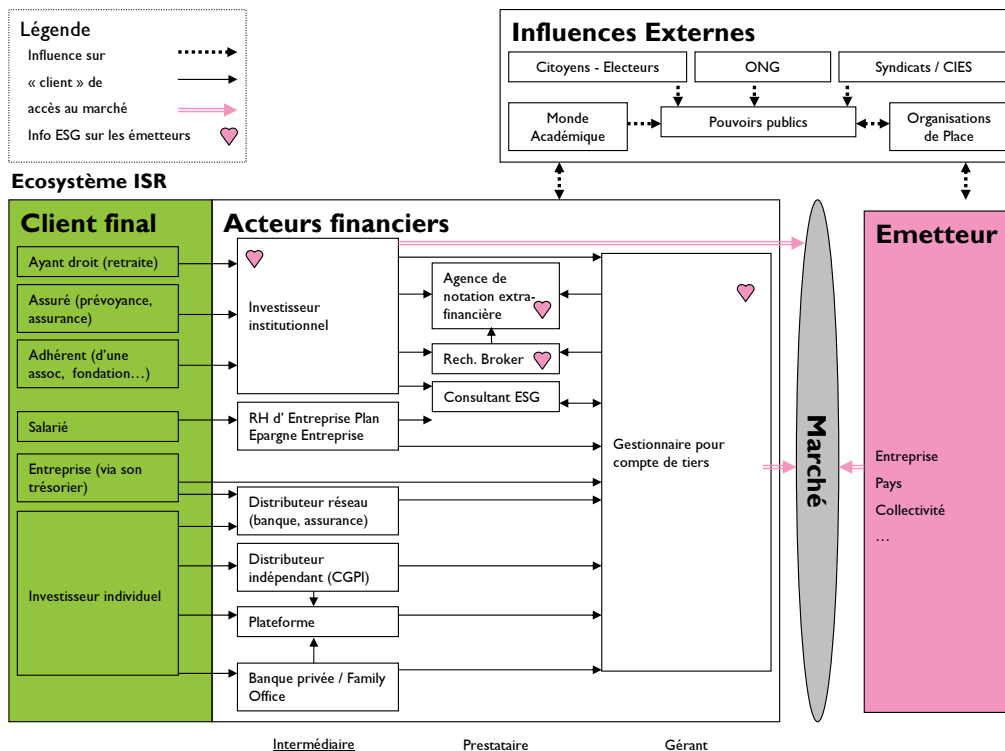 Légende
Influence sur
« client » de
accès au marché
Info ESG sur les émetteurs
Influences Externes
Citoyens - Electeurs
ONG
Syndicats / CIES
Monde
Académique
Pouvoirs publics
Organisations
de Place
Ecosystème ISR
Client final
Ayant droit (retraite)
Assuré (prévoyance,
assurance)
Adhérent (d'une
assoc, fondation…)
Salarié
Entreprise (via son
trésorier)
Investisseur individuel
Acteurs financiers
Investisseur
institutionnel
RH d' Entreprise Plan
Epargne Entreprise
Distributeur réseau
(banque, assurance)
Distributeur
indépendant (CGPI)
Plateforme
Banque privée / Family
Office
Agence de
notation extra-
financière
Rech. Broker
Consultant ESG
Gestionnaire pour
compte de tiers
Marché
Emetteur
Entreprise
Pays
Collectivité
…
Intermédiaire
Prestataire
Gérant